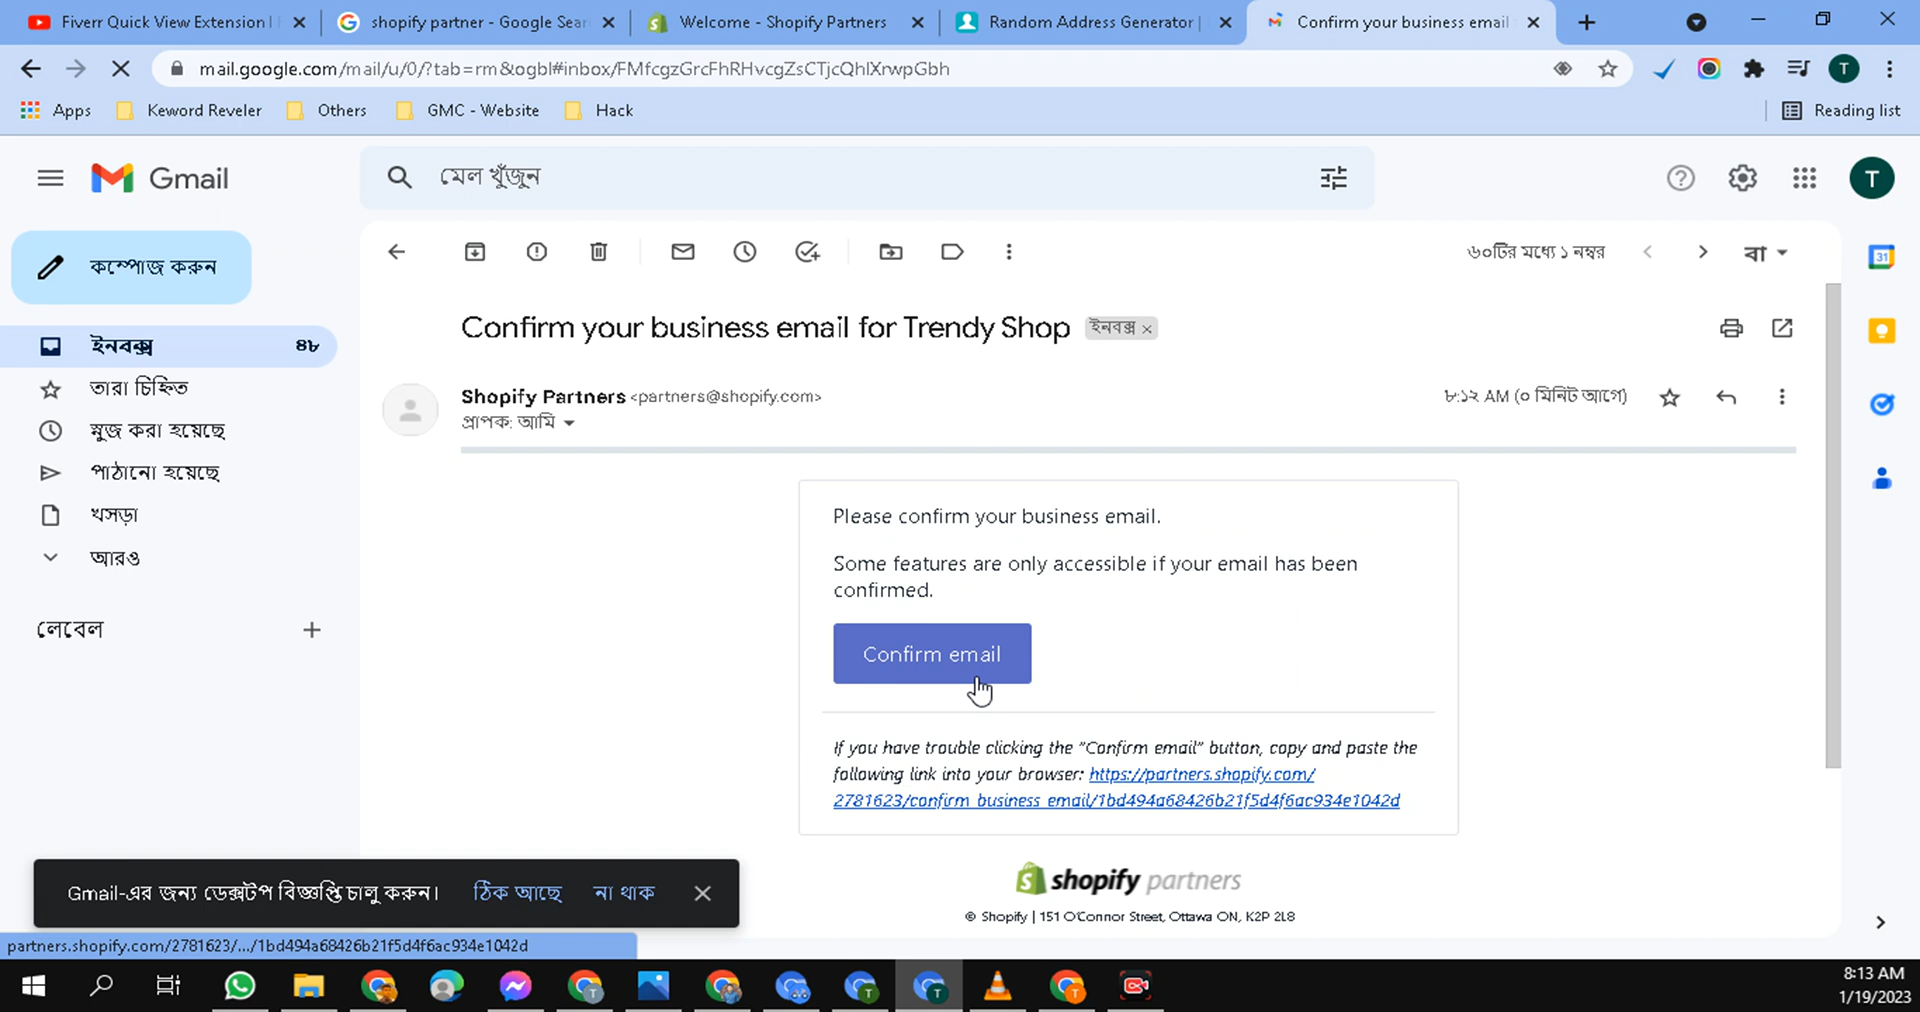 Fiverr Quick View Extension I F
shopify partner - Google Sear
Welcome - Shopify Partners
Random Address Generator |
Confirm your business email
mail.google.com/mail/u/0/?tab=rm&ogbl#inbox/FMfcgzGrcFhRHvcgZsCTjcQhlXrwpGbh
T
Apps
Keword Reveler
Others
GMC - Website
Hack
Reading list
Gmail
মেল খুঁজুন
T
কম্পোজ করুন
৬০টির মধ্যে ১ নম্বর
বা
31
Confirm your business email for Trendy Shop
ইনবক্স ×
ইনবক্স
৪৮
তারা চিহ্নিত
Shopify Partners <partners@shopify.com>
৮:১২ AM (০ মিনিট আগে)
প্রাপক: আমি
স্নুজ করা হয়েছে
পাঠানো হয়েছে
খসড়া
আরও
লেবেল
Please confirm your business email.
Some features are only accessible if your email has been
confirmed.
Confirm email
If you have trouble clicking the "Confirm email" button, copy and paste the
following link into your browser: https://partners.shopify.com/
2781623/confirm_business_email/1bd494a68426b21f5d4f6ac934e1042d
shopify partners
© Shopify | 151 O'Connor Street, Ottawa ON, K2P 2L8
Gmail-এর জন্য ডেস্কটপ বিজ্ঞপ্তি চালু করুন।
ঠিক আছে
না থাক
partners.shopify.com/2781623/.../1bd494a68426b21f5d4f6ac934e1042d
8:13 AM
1/19/2023